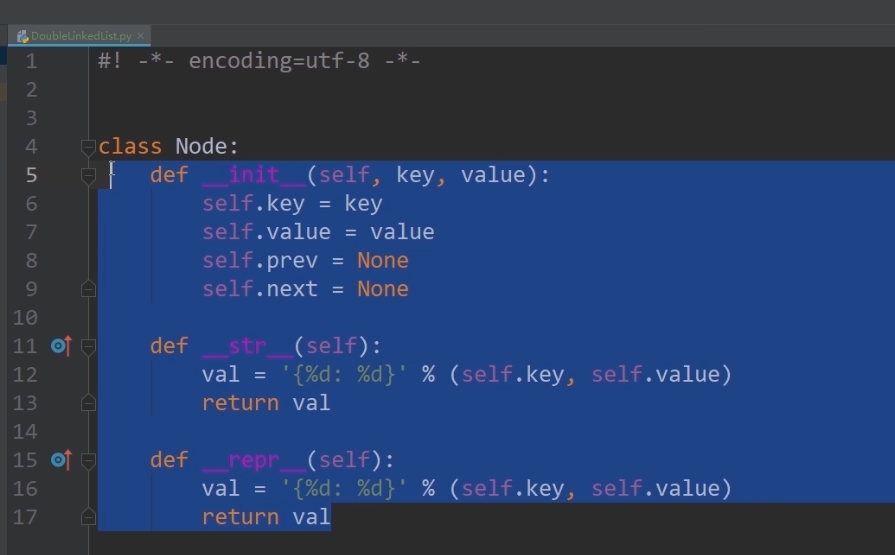 DoubleLinkedList.py ×
1 #! -*- encoding=utf-8 -*-
2
3
4 class Node:
5     def __init__(self, key, value):
6         self.key = key
7         self.value = value
8         self.prev = None
9         self.next = None
10
11     def __str__(self):
12         val = '{%d: %d}' % (self.key, self.value)
13         return val
14
15     def __repr__(self):
16         val = '{%d: %d}' % (self.key, self.value)
17         return val